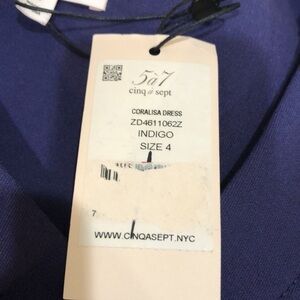 5à7
cinq à sept
CORALISA DRESS
ZD4611062Z
INDIGO
SIZE 4
7
WWW.CINQASEPT.NYC